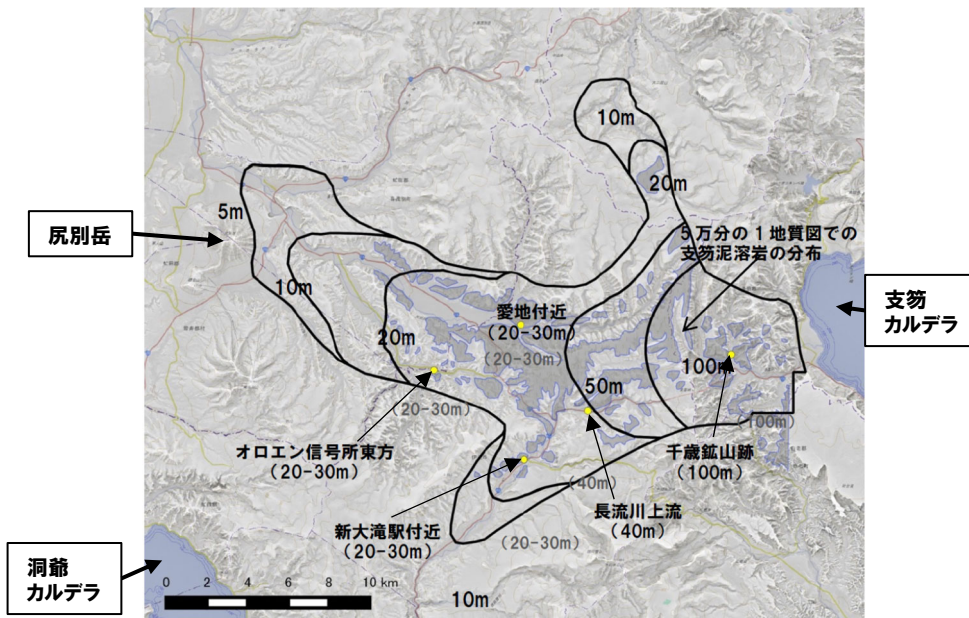 10m
20m
5m
尻別岳
5万分の1地質図での
支笏泥溶岩の分布
10m
支笏
カルデラ
愛地付近
(20-30m)
(20-30m)
20m
100m
50m
(20-30m)
(100m)
オロエン信号所東方
(20-30m)
千歳鉱山跡
(100m)
(40m)
長流川上流
(40m)
新大滝駅付近
(20-30m)
(20-30m)
洞爺
カルデラ
0 2 4 6 8 10 km
10m